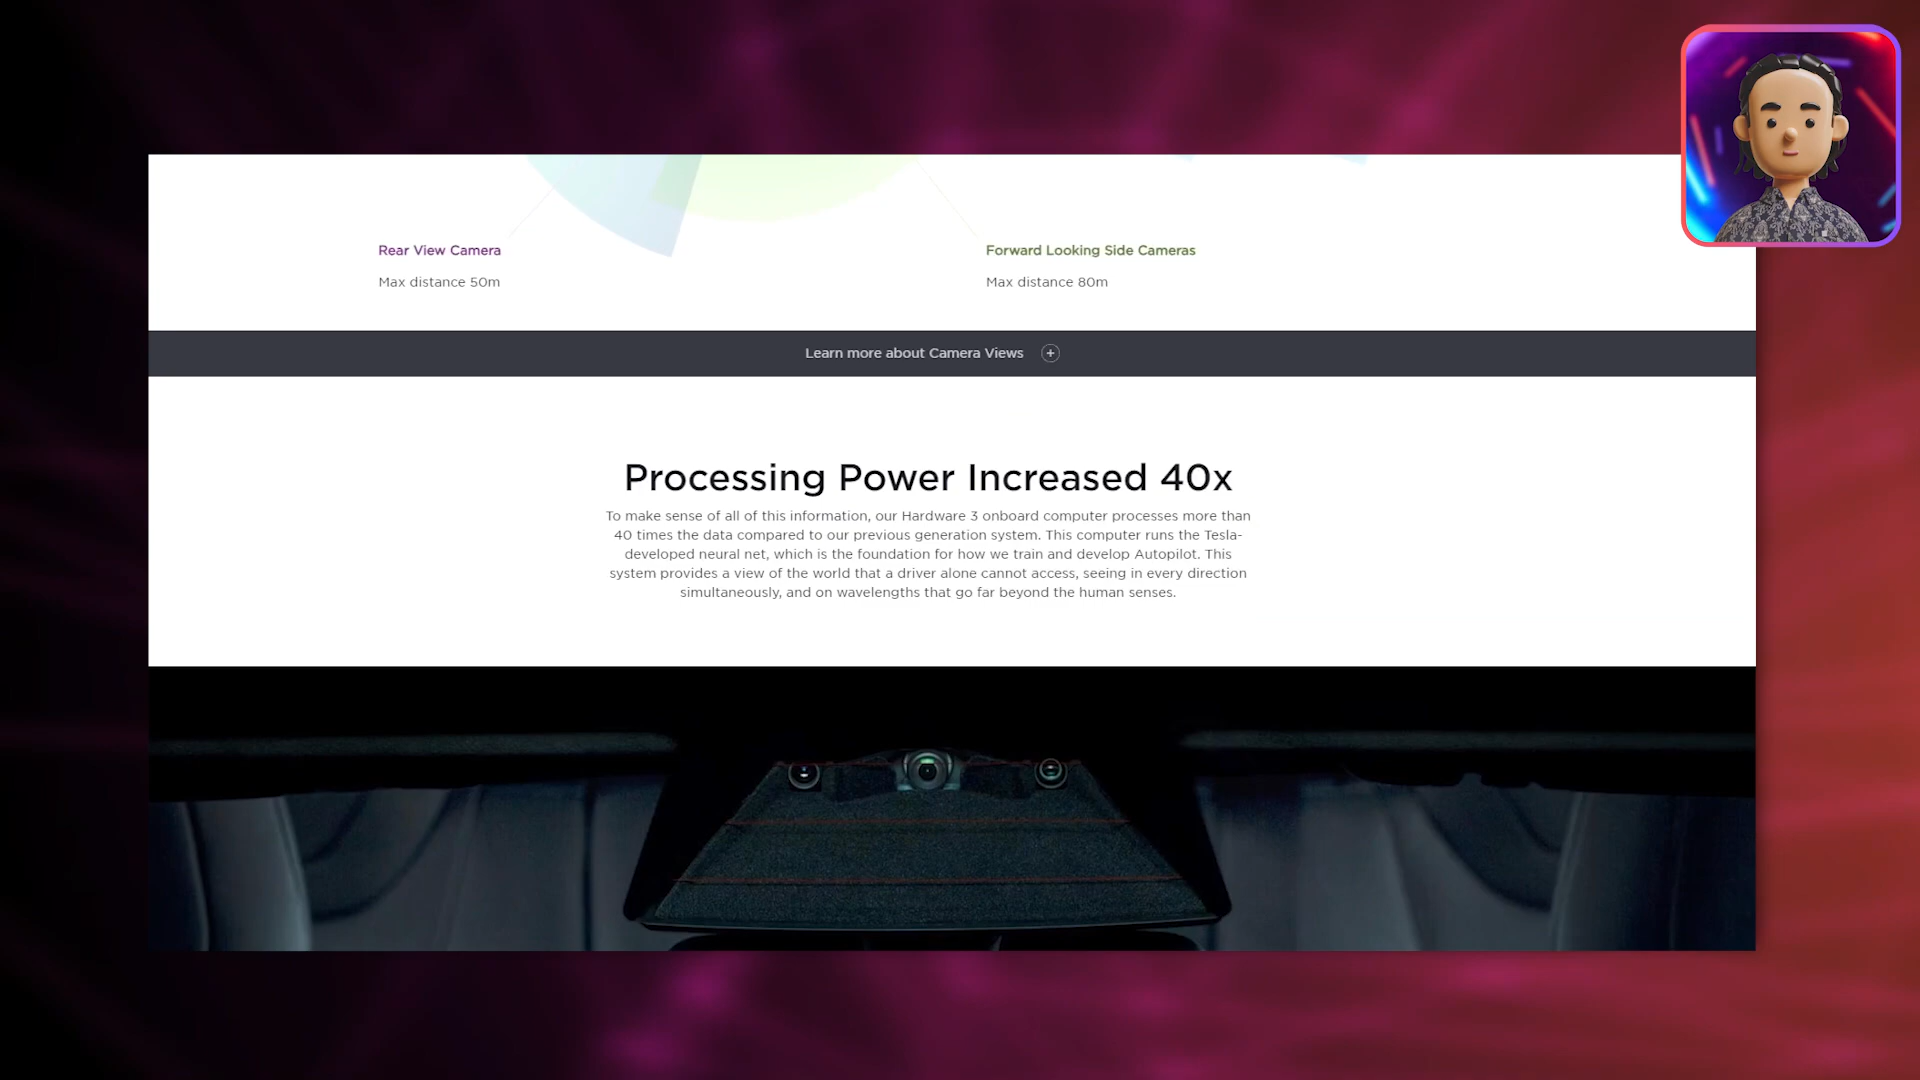 Rear View Camera
Max distance 50m
Forward Looking Side Cameras
Max distance 80m
Learn more about Camera Views
Processing Power Increased 40x
To make sense of all of this information, our Hardware 3 onboard computer processes more than
40 times the data compared to our previous generation system. This computer runs the Tesla-
developed neural net, which is the foundation for how we train and develop Autopilot. This
system provides a view of the world that a driver alone cannot access, seeing in every direction
simultaneously, and on wavelengths that go far beyond the human senses.